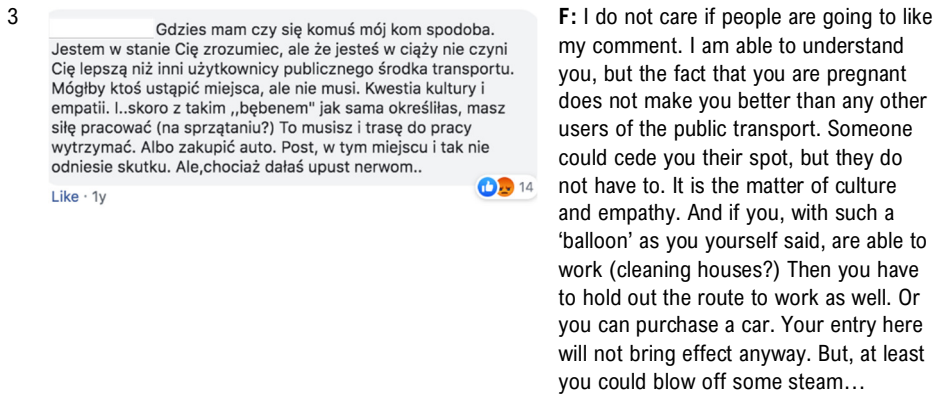 3
Gdzies mam czy się komuś mój kom spodoba.
Jestem w stanie Cię zrozumiec, ale że jesteś w ciąży nie czyni
Cię lepszą niż inni użytkownicy publicznego środka transportu.
Mógłby ktoś ustąpić miejsca, ale nie musi. Kwestia kultury i
empatii. I..skoro z takim ,,bębenem" jak sama określiłas, masz
siłę pracować (na sprzątaniu?) To musisz i trasę do pracy
wytrzymać. Albo zakupić auto. Post, w tym miejscu i tak nie
odniesie skutku. Ale,chociaż dałaś upust nerwom..
Like · 1y
14
F: I do not care if people are going to like
my comment. I am able to understand
you, but the fact that you are pregnant
does not make you better than any other
users of the public transport. Someone
could cede you their spot, but they do
not have to. It is the matter of culture
and empathy. And if you, with such a
‘balloon’ as you yourself said, are able to
work (cleaning houses?) Then you have
to hold out the route to work as well. Or
you can purchase a car. Your entry here
will not bring effect anyway. But, at least
you could blow off some steam…